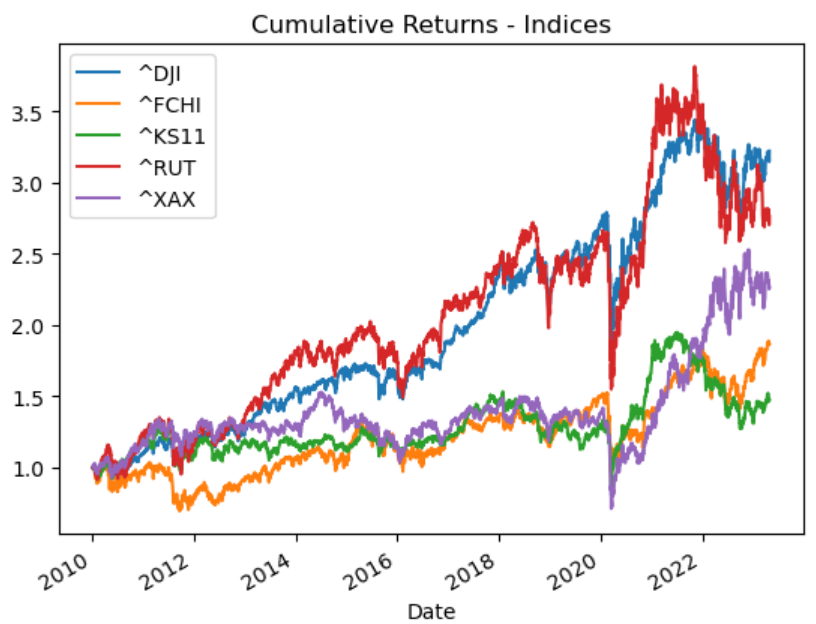 Cumulative Returns - Indices
^DJI
^FCHI
^KS11
^RUT
^XAX
3.5
3.0
2.5
2.0
1.5
1.0
2010
2012
2014
2016
2018
2020
2022
Date